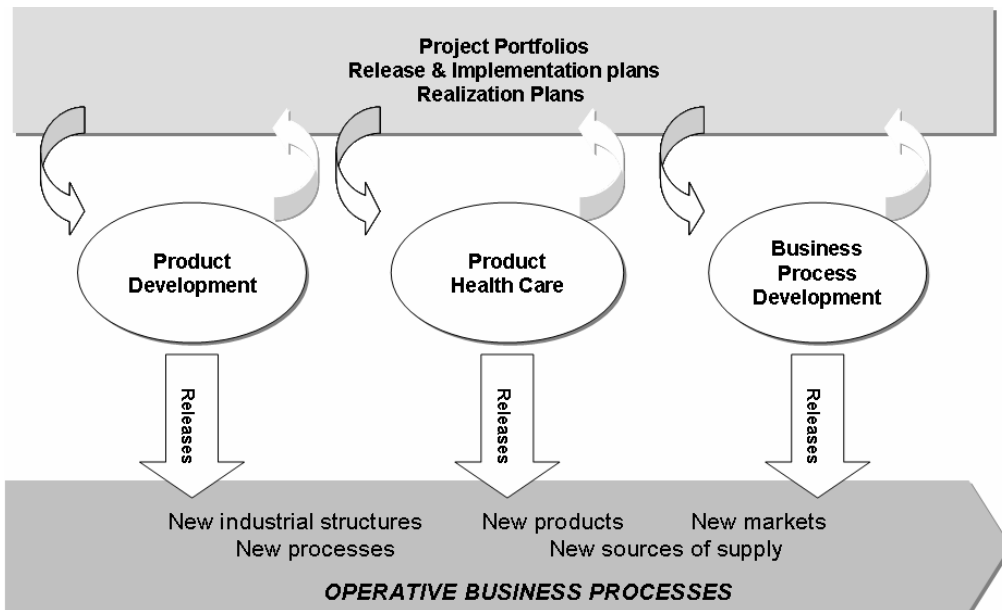 Project Portfolios
Release & Implementation plans
Realization Plans
Product
Development
Product
Health Care
Business
Process
Development
Releases
Releases
Releases
New industrial structures
New products
New markets
New processes
New sources of supply
OPERATIVE BUSINESS PROCESSES